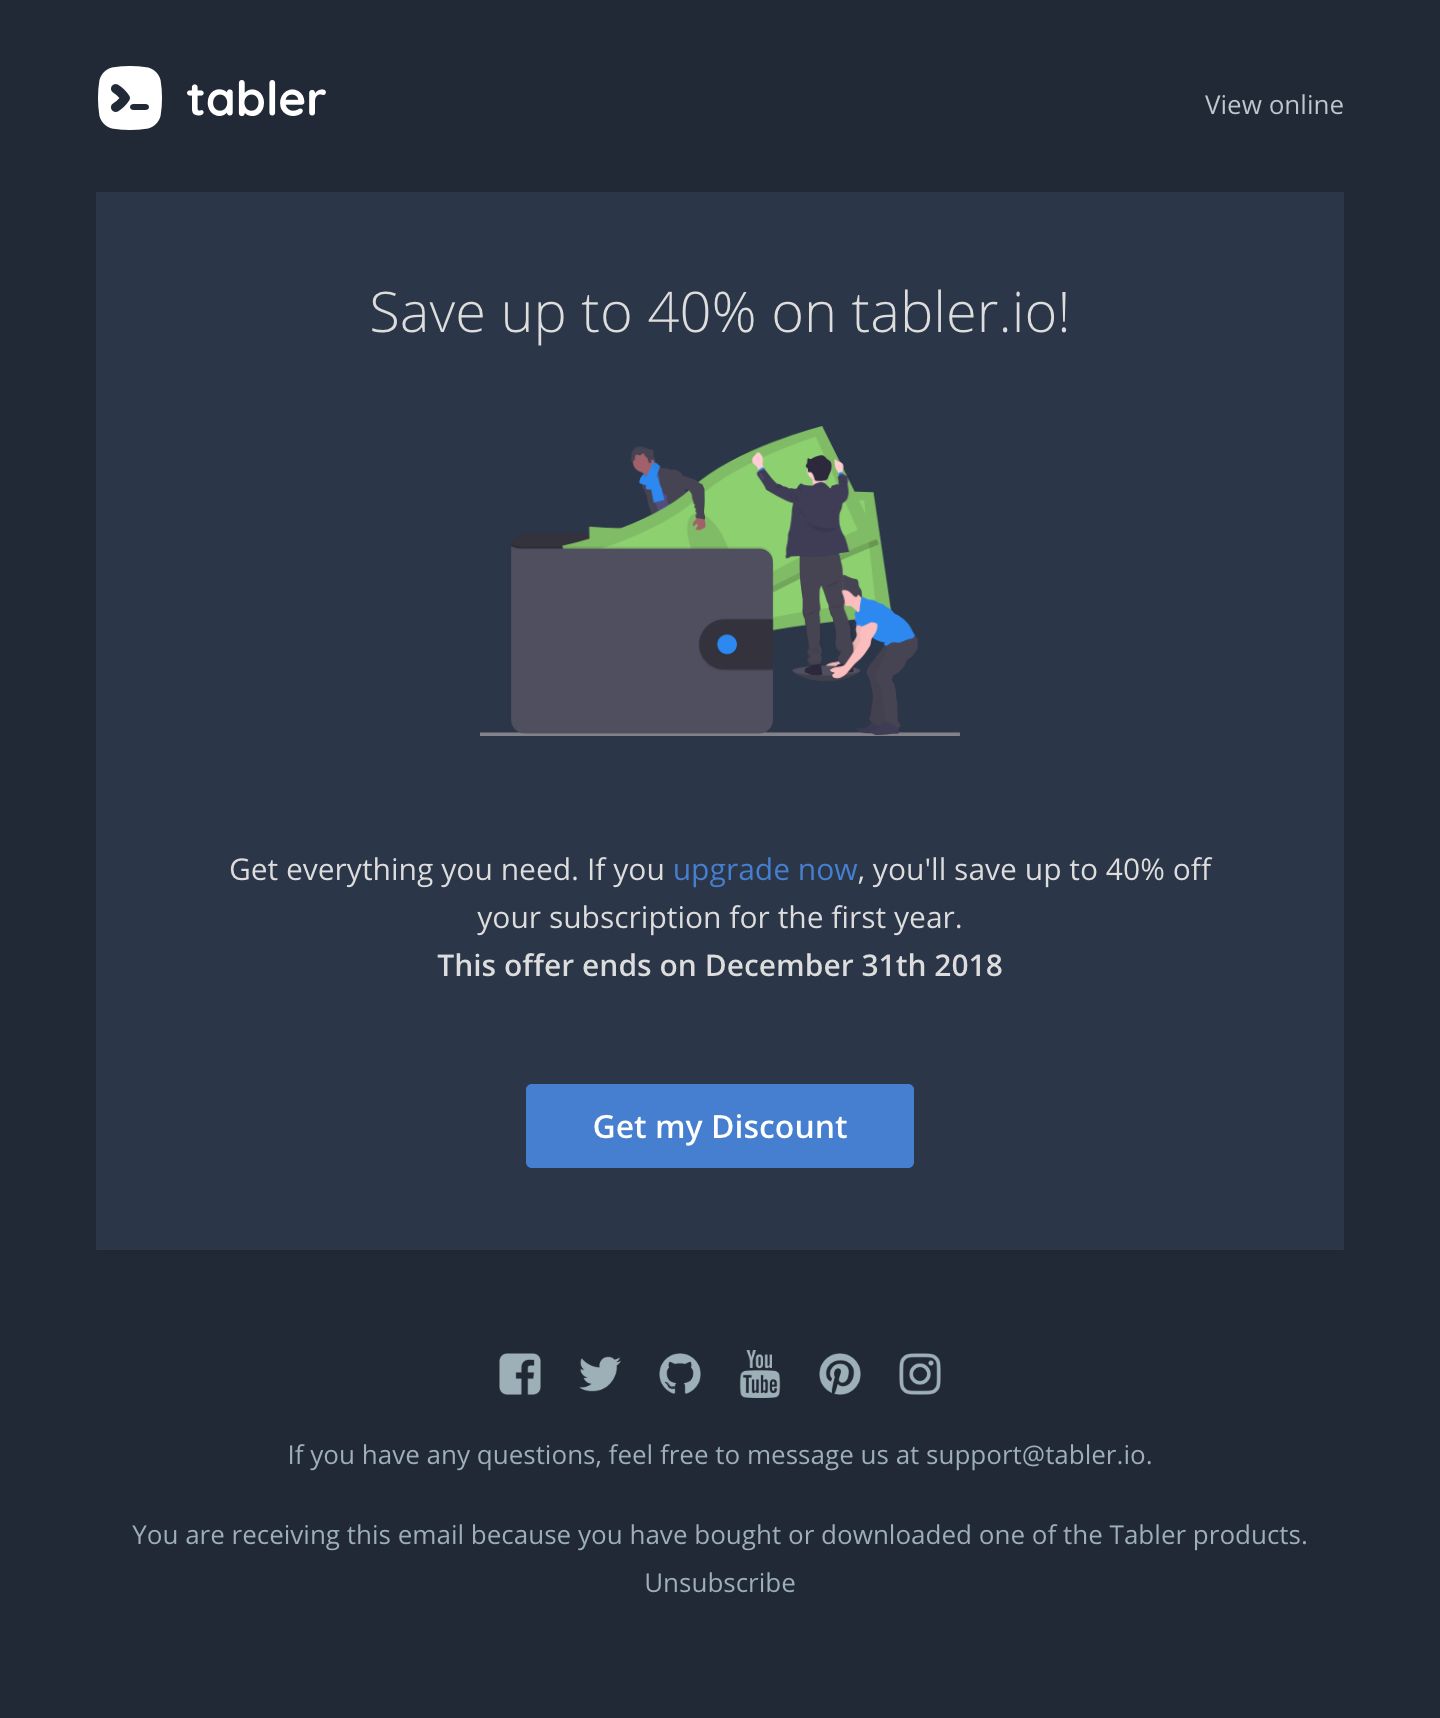 tabler
View online
Save up to 40% on tabler.io!
Get everything you need. If you upgrade now, you'll save up to 40% off
your subscription for the first year.
This offer ends on December 31th 2018
Get my Discount
You
Tube
If you have any questions, feel free to message us at support@tabler.io.
You are receiving this email because you have bought or downloaded one of the Tabler products.
Unsubscribe